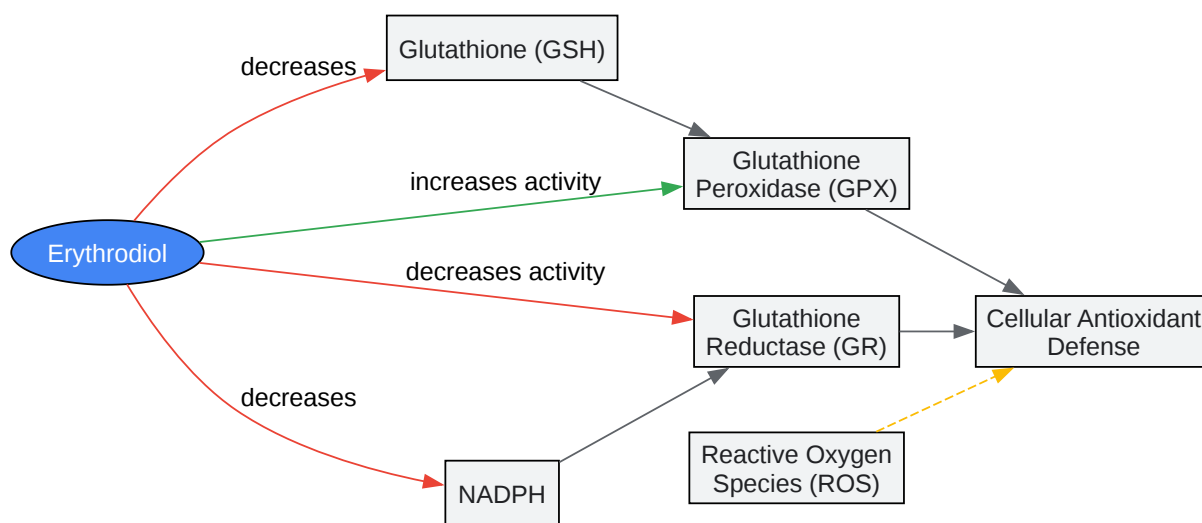 Glutathione (GSH)
decreases
Glutathione
Peroxidase (GPX)
increases activity
Erythrodiol
decreases activity
Glutathione
Reductase (GR)
Cellular Antioxidant
Defense
decreases
Reactive Oxygen
Species (ROS)
NADPH